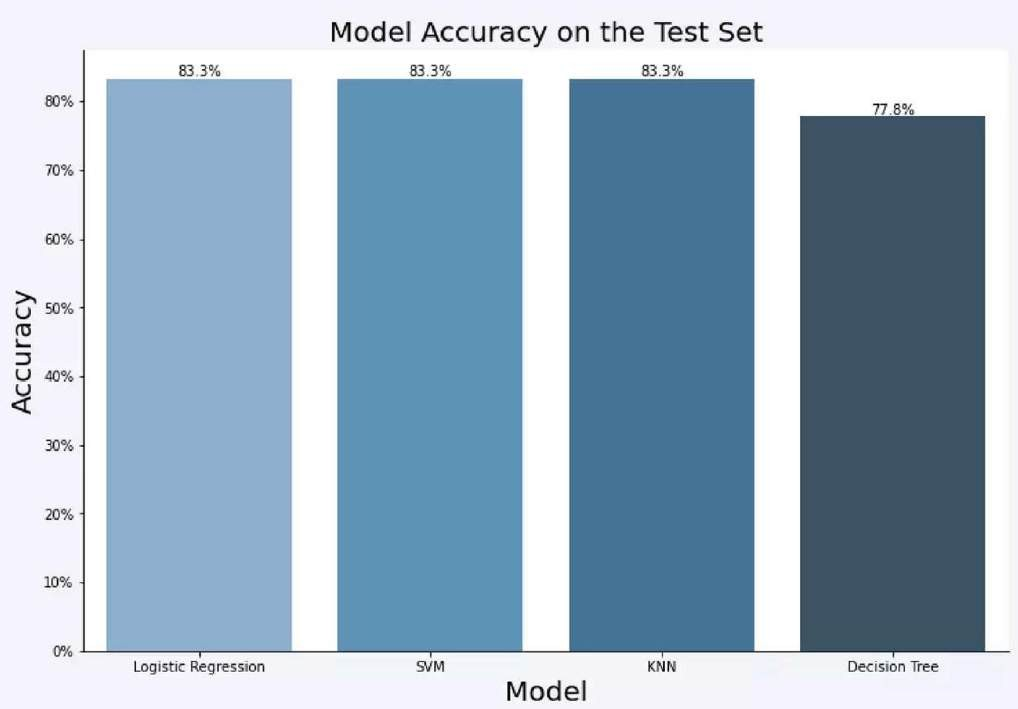 Model Accuracy on the Test Set
83.3%
83.3%
83.3%
77.8%
80%
70%
60%
50%
40%
30%
20%
10%
0%
Accuracy
Logistic Regression
SVM
KNN
Decision Tree
Model